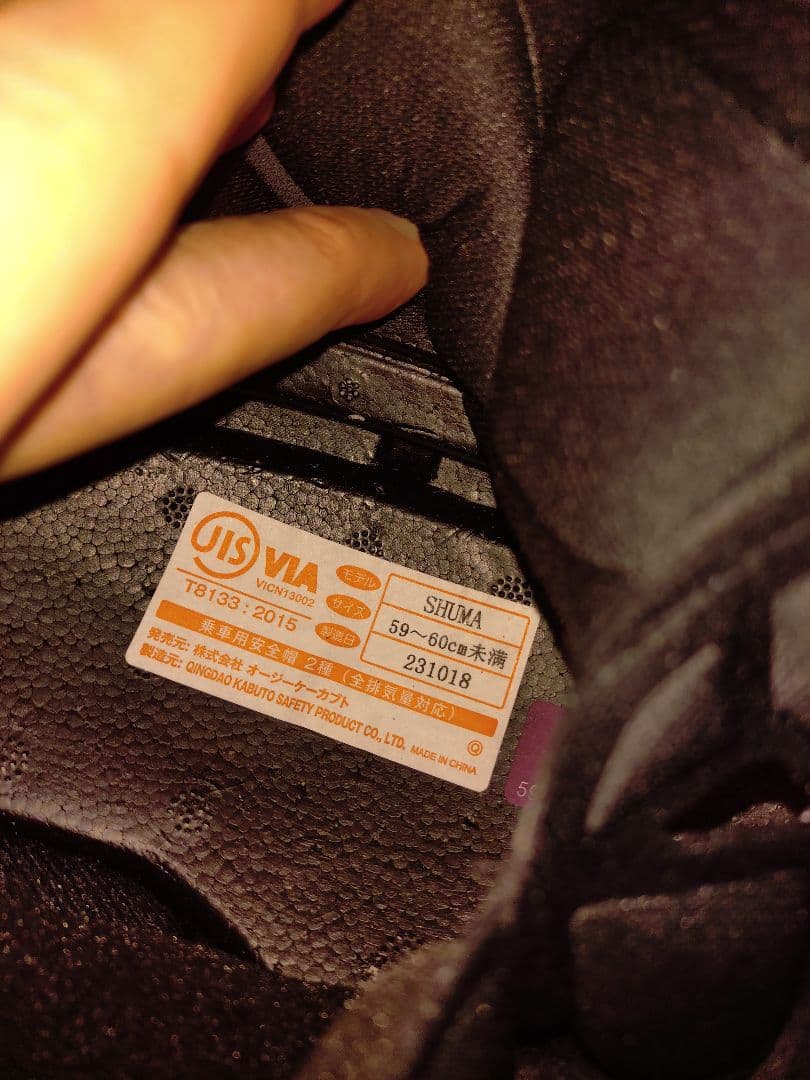 JIS VIA
VICN13002
T8133:2015
モデル SHUMA
サイズ 59～60cm未満
製造日 231018
乗車用安全帽 2種(全排気量対応)
発売元: 株式会社 オージーケーカブト
製造元: QINGDAO KABUTO SAFETY PRODUCT CO., LTD. MADE IN CHINA
Q
59